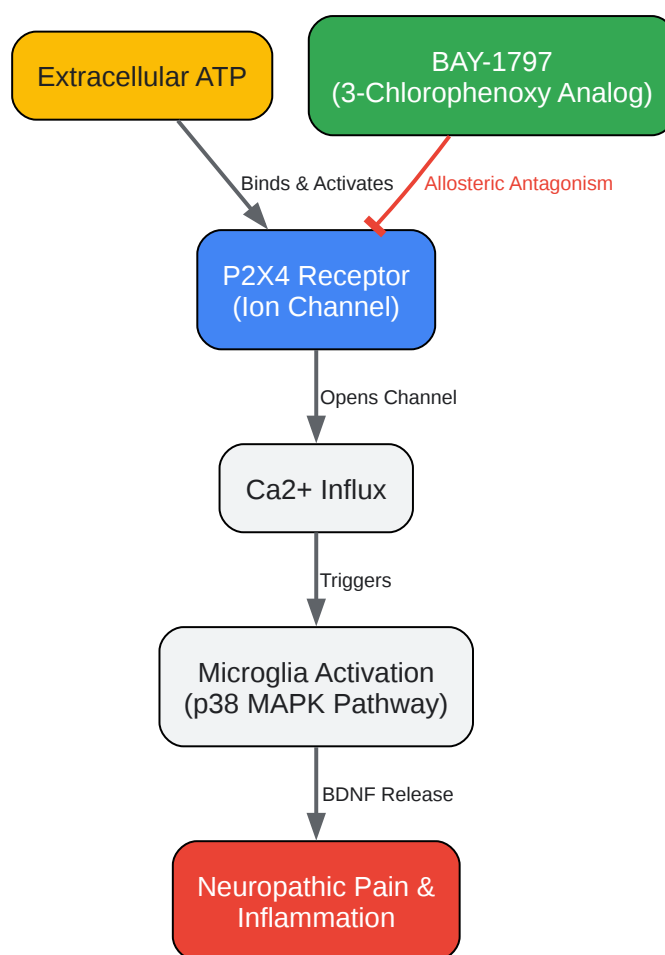 Extracellular ATP
BAY-1797
(3-Chlorophenoxy Analog)
Binds & Activates
Allosteric Antagonism
P2X4 Receptor
(Ion Channel)
Opens Channel
Ca2+ Influx
Triggers
Microglia Activation
(p38 MAPK Pathway)
BDNF Release
Neuropathic Pain &
Inflammation